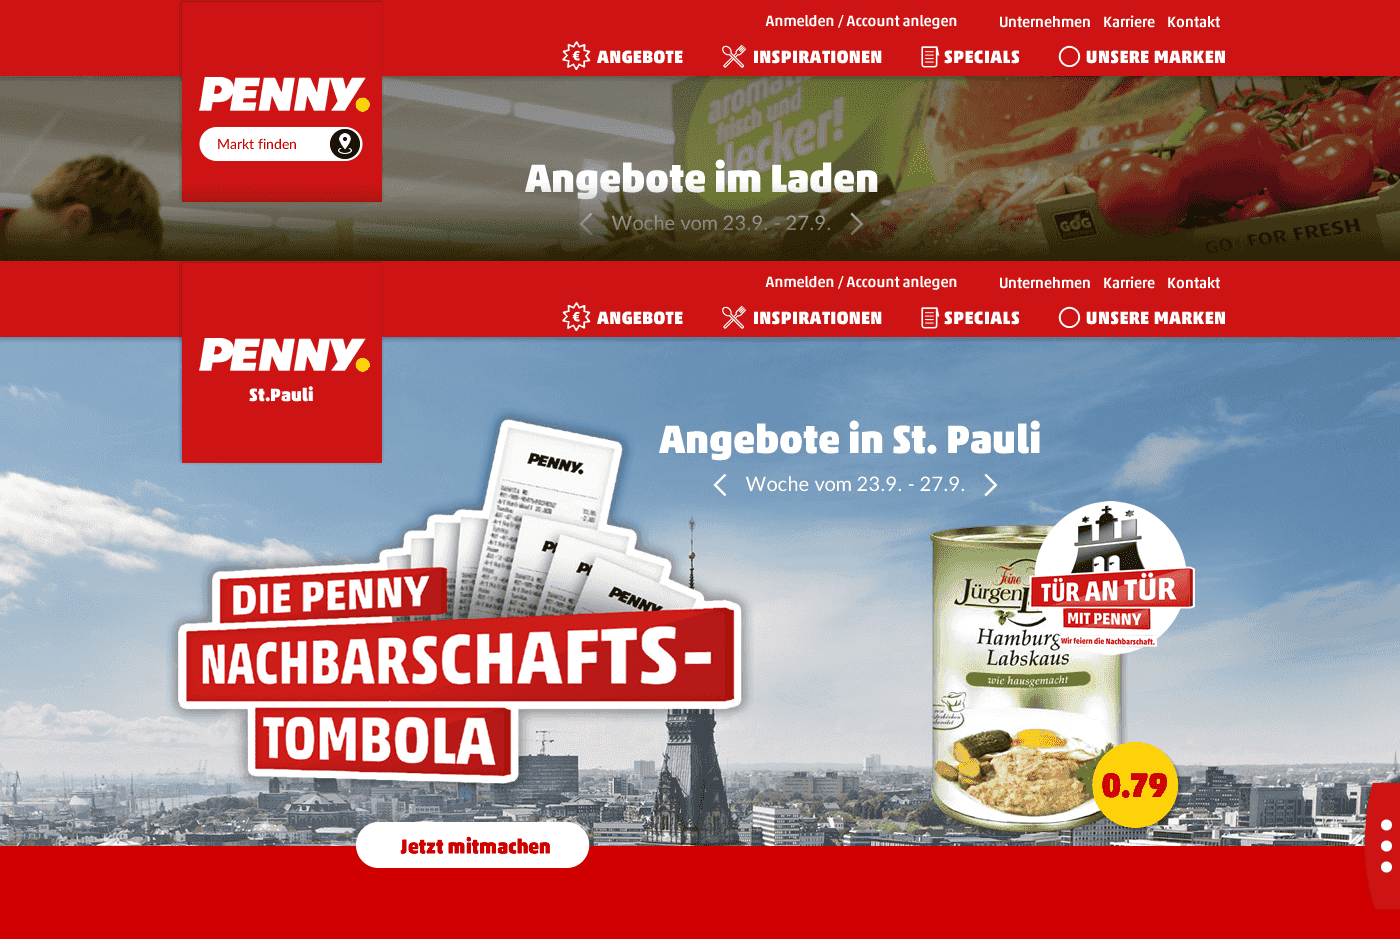 Anmelden / Account anlegen
Unternehmen Karriere Kontakt
ANGEBOTE INSPIRATIONEN SPECIALS UNSERE MARKEN
PENNY.
Markt finden
aromati
frisch und
lecker!
Angebote im Laden
Woche vom 23.9. - 27.9.
GOG
GO FOR FRESH
Anmelden / Account anlegen
Unternehmen Karriere Kontakt
€ ANGEBOTE INSPIRATIONEN SPECIALS UNSERE MARKEN
PENNY.
St.Pauli
Angebote in St. Pauli
Woche vom 23.9. - 27.9.
PENNY.
PENNY
DIE PENNY
NACHBARSCHAFTS-
TOMBOLA
Feine
Jürgen L
Hamburg
Labskaus
wie hausgemacht
TÜR AN TÜR
MIT PENNY
Wir feiern die Nachbarschaft.
0.79
Jetzt mitmachen